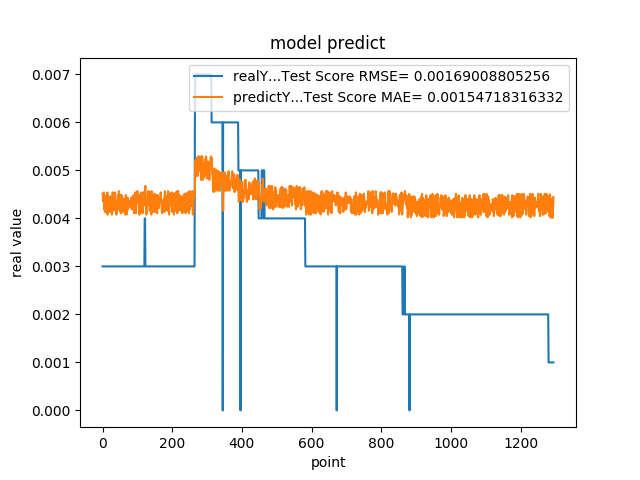 model predict
realY...Test Score RMSE= 0.00169008805256
predictY...Test Score MAE= 0.00154718316332
0.007
0.006
0.005
0.004
0.003
0.002
0.001
0.000
real value
0 200 400 600 800 1000 1200
point